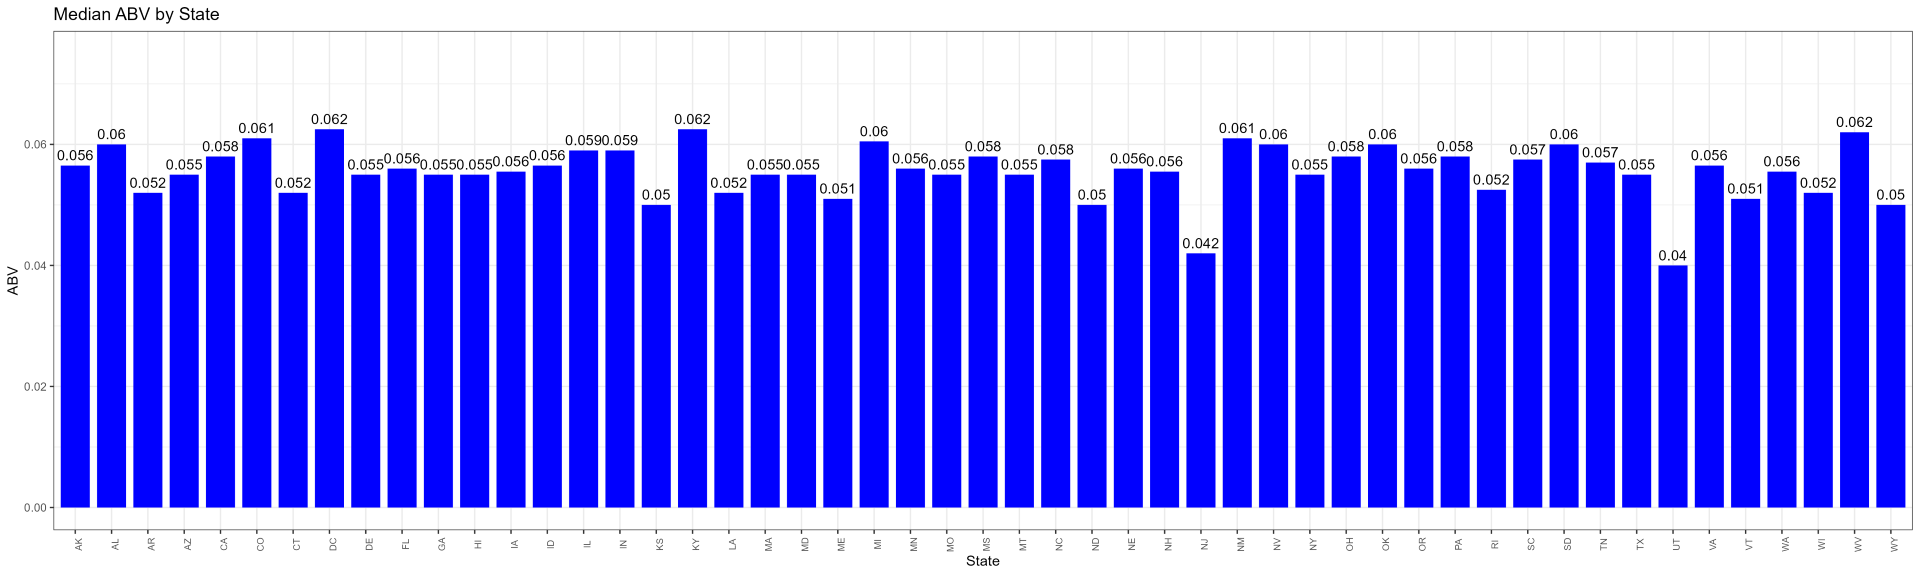 Median ABV by State
ABV
0.06
0.04
0.02
0.00
0.056 0.06 0.052 0.055 0.058 0.061 0.052 0.062 0.055 0.056 0.055 0.055 0.056 0.056 0.059 0.059 0.05 0.062 0.052 0.055 0.055 0.051 0.06 0.056 0.055 0.058 0.055 0.058 0.05 0.056 0.056 0.042 0.061 0.06 0.055 0.058 0.06 0.056 0.058 0.052 0.057 0.06 0.057 0.055 0.04 0.056 0.051 0.056 0.052 0.062 0.05
AK AL AR AZ CA CO CT DC DE FL GA HI IA ID IL IN KS KY LA MA MD ME MI MN MO MS MT NC ND NE NH NJ NM NV NY OH OK OR PA RI SC SD TN TX UT VA VT WA WI WV WY
State